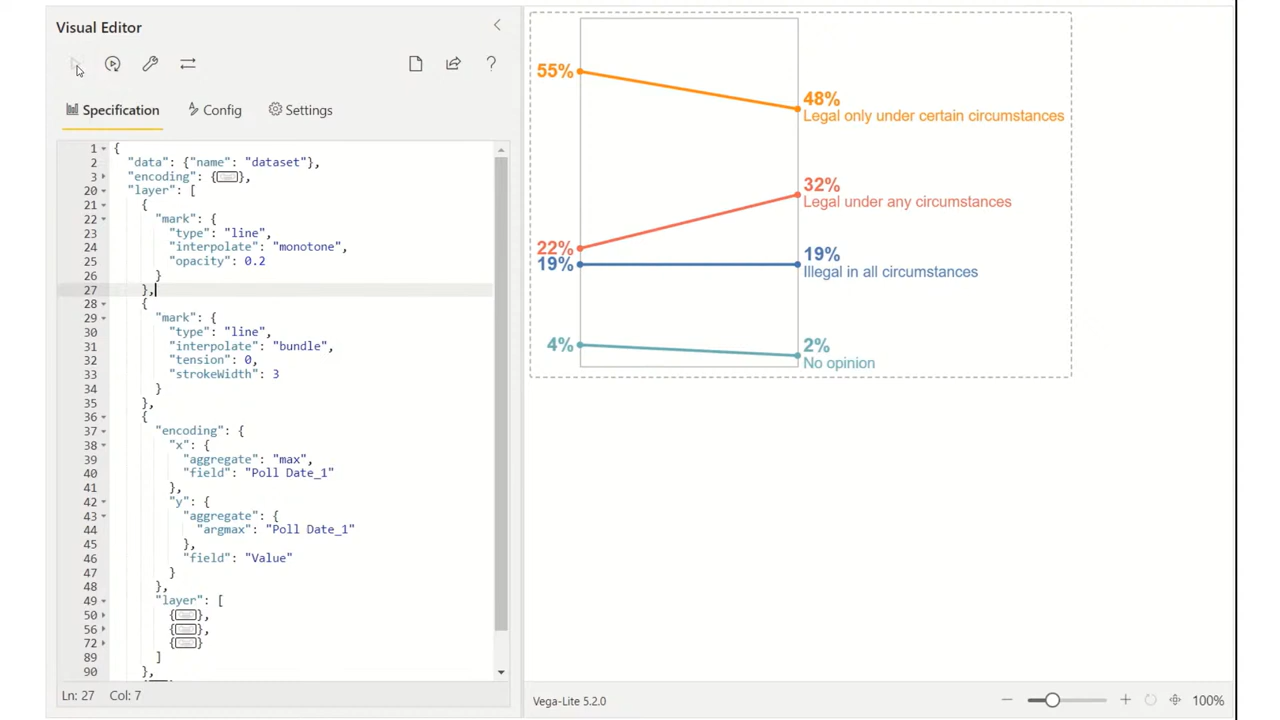 Visual Editor
Specification
Config
Settings
1 {
2 "data": {"name": "dataset"},
3 "encoding": {
},
20 "layer": [
21 {
22 "mark": {
23 "type": "line",
24 "interpolate": "monotone",
25 "opacity": 0.2
26 }
27 },
28 {
29 "mark": {
30 "type": "line",
31 "interpolate": "bundle",
32 "tension": 0,
33 "strokeWidth": 3
34 }
35 },
36 {
37 "encoding": {
38 "x": {
39 "aggregate": "max",
40 "field": "Poll Date_1"
41 },
42 "y": {
43 "aggregate": {
44 "argmax": "Poll Date_1"
45 },
46 "field": "Value"
47 }
48 },
49 "layer": [
50 { },
56 { },
72 { }
89 ]
90 },
Ln: 27 Col: 7
55%
48%
Legal only under certain circumstances
32%
Legal under any circumstances
22%
19%
19%
Illegal in all circumstances
4%
2%
No opinion
Vega-Lite 5.2.0
100%